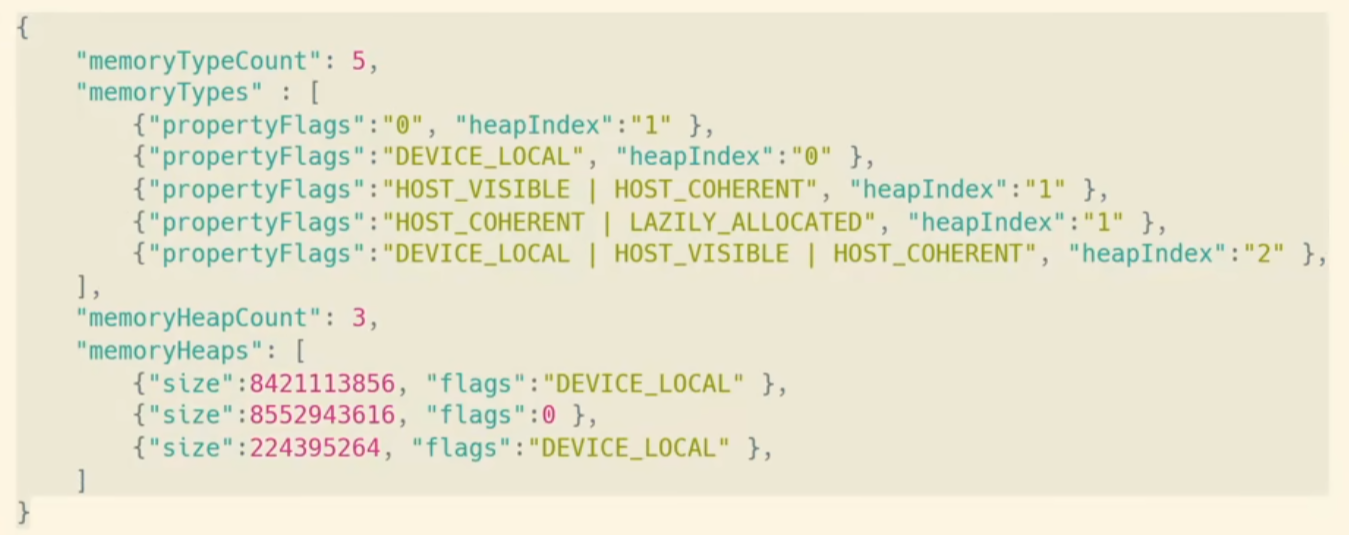 {
"memoryTypeCount": 5,
"memoryTypes" : [
{"propertyFlags":"0", "heapIndex":"1" },
{"propertyFlags":"DEVICE_LOCAL", "heapIndex":"0" },
{"propertyFlags":"HOST_VISIBLE | HOST_COHERENT", "heapIndex":"1" },
{"propertyFlags":"HOST_COHERENT | LAZILY_ALLOCATED", "heapIndex":"1" },
{"propertyFlags":"DEVICE_LOCAL | HOST_VISIBLE | HOST_COHERENT", "heapIndex":"2" },
],
"memoryHeapCount": 3,
"memoryHeaps": [
{"size":8421113856, "flags":"DEVICE_LOCAL" },
{"size":8552943616, "flags":0 },
{"size":224395264, "flags":"DEVICE_LOCAL" },
]
}